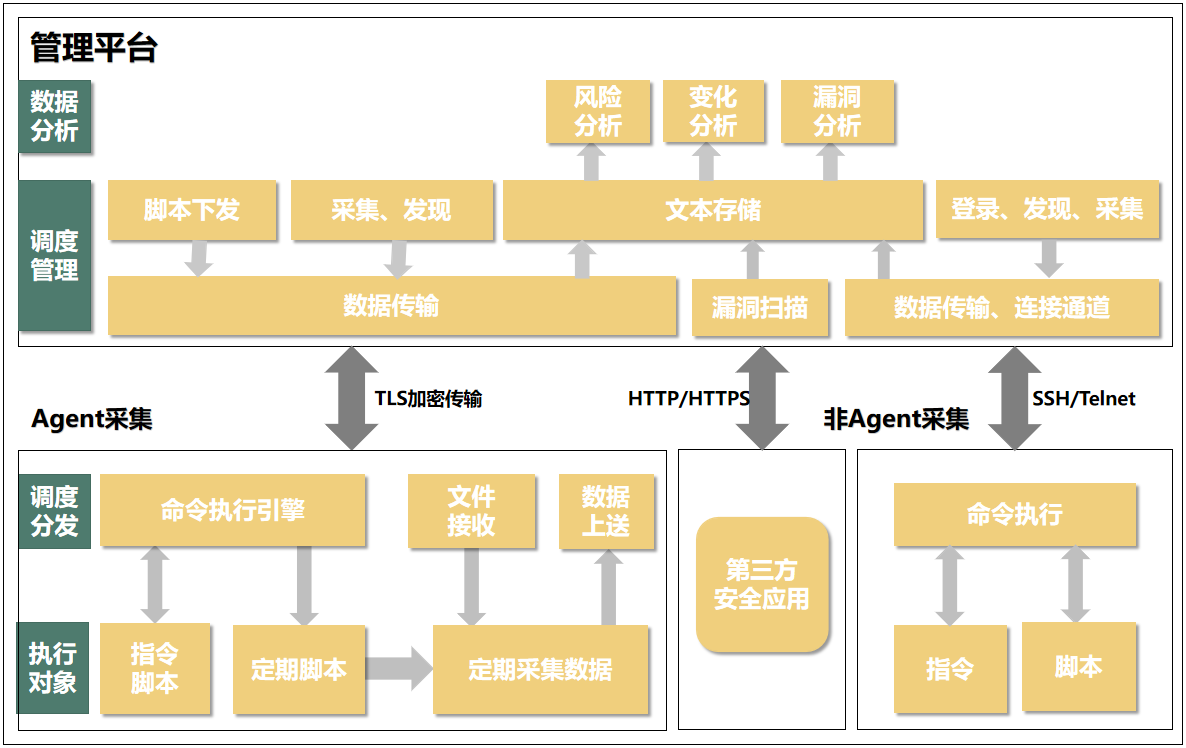 管理平台
数据
分析
风险
分析
变化
分析
漏洞
分析
调度
管理
脚本下发
采集、发现
文本存储
登录、发现、采集
数据传输
漏洞扫描
数据传输、连接通道
TLS加密传输
HTTP/HTTPS
SSH/Telnet
Agent采集
非Agent采集
调度
分发
命令执行引擎
文件
接收
数据
上送
命令执行
第三方
安全应用
执行
对象
指令
脚本
定期脚本
定期采集数据
指令
脚本